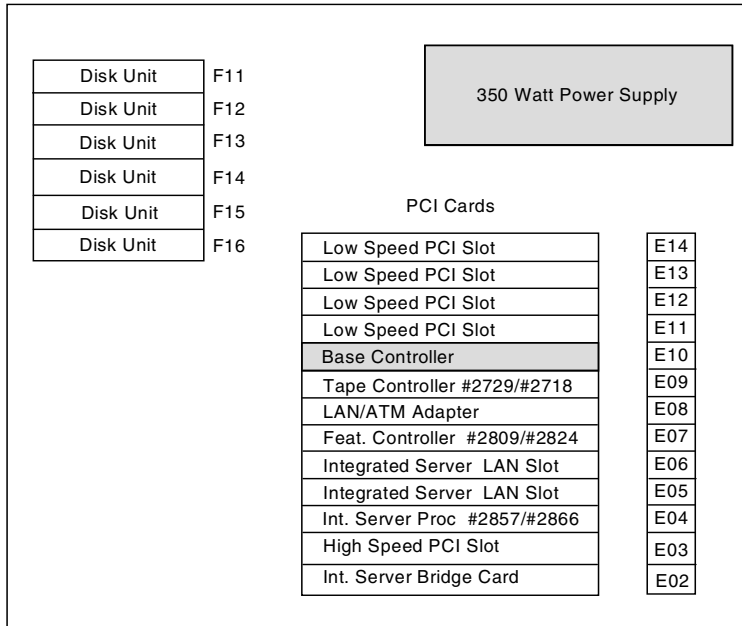 Disk Unit F11
Disk Unit F12
Disk Unit F13
Disk Unit F14
Disk Unit F15
Disk Unit F16
350 Watt Power Supply
PCI Cards
Low Speed PCI Slot E14
Low Speed PCI Slot E13
Low Speed PCI Slot E12
Low Speed PCI Slot E11
Base Controller E10
Tape Controller #2729/#2718 E09
LAN/ATM Adapter E08
Feat. Controller #2809/#2824 E07
Integrated Server LAN Slot E06
Integrated Server LAN Slot E05
Int. Server Proc #2857/#2866 E04
High Speed PCI Slot E03
Int. Server Bridge Card E02